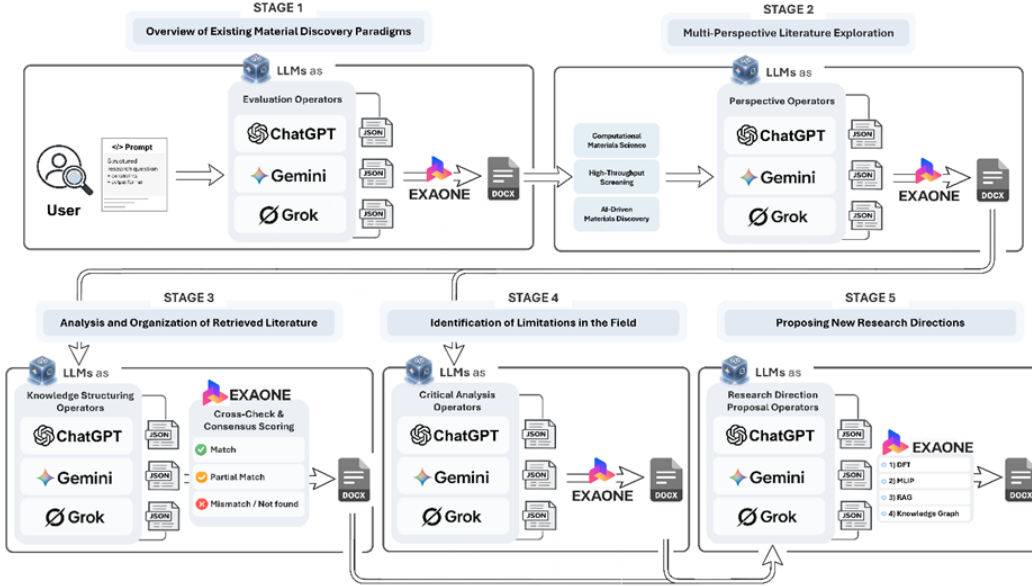 STAGE 1
Overview of Existing Material Discovery Paradigms
LLMs as
Evaluation Operators
ChatGPT
Gemini
Grok
JSON
JSON
JSON
</> Prompt
Structured
research question
User
EXAONE
DOCX
STAGE 2
Multi-Perspective Literature Exploration
LLMs as
Computational
Materials Science
High-Throughput
Screening
AI-Driven
Materials Discovery
Perspective Operators
ChatGPT
Gemini
Grok
JSON
JSON
JSON
EXAONE
DOCX
STAGE 3
Analysis and Organization of Retrieved Literature
LLMs as
Knowledge Structuring
Operators
ChatGPT
Gemini
Grok
JSON
JSON
JSON
EXAONE
Cross-Check &
Consensus Scoring
Match
Partial Match
Mismatch / Not found
DOCX
STAGE 4
Identification of Limitations in the Field
LLMs as
Critical Analysis
Operators
ChatGPT
Gemini
Grok
JSON
JSON
JSON
EXAONE
DOCX
STAGE 5
Proposing New Research Directions
LLMs as
Research Direction
Proposal Operators
ChatGPT
Gemini
Grok
JSON
JSON
JSON
EXAONE
1) DFT
2) MLIP
3) RAG
4) Knowledge Graph
DOCX